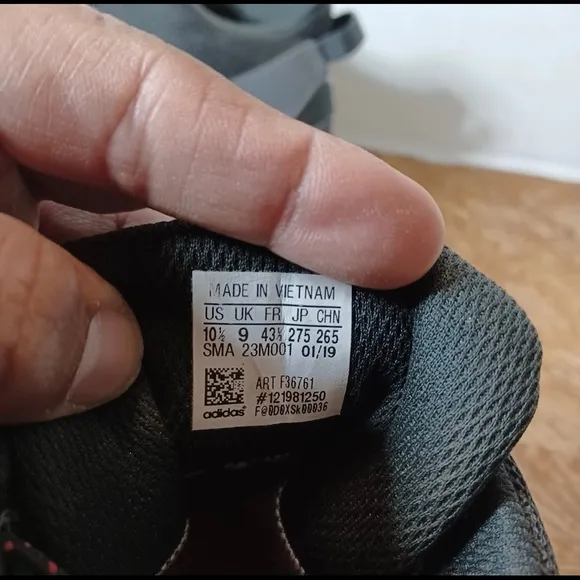 MADE IN VIETNAM
US UK FR JP CHN
10½ 9 43⅓ 275 265
SMA 23M001 01/19
ART F36761
#121981250
adidas F@0D0XSk00036